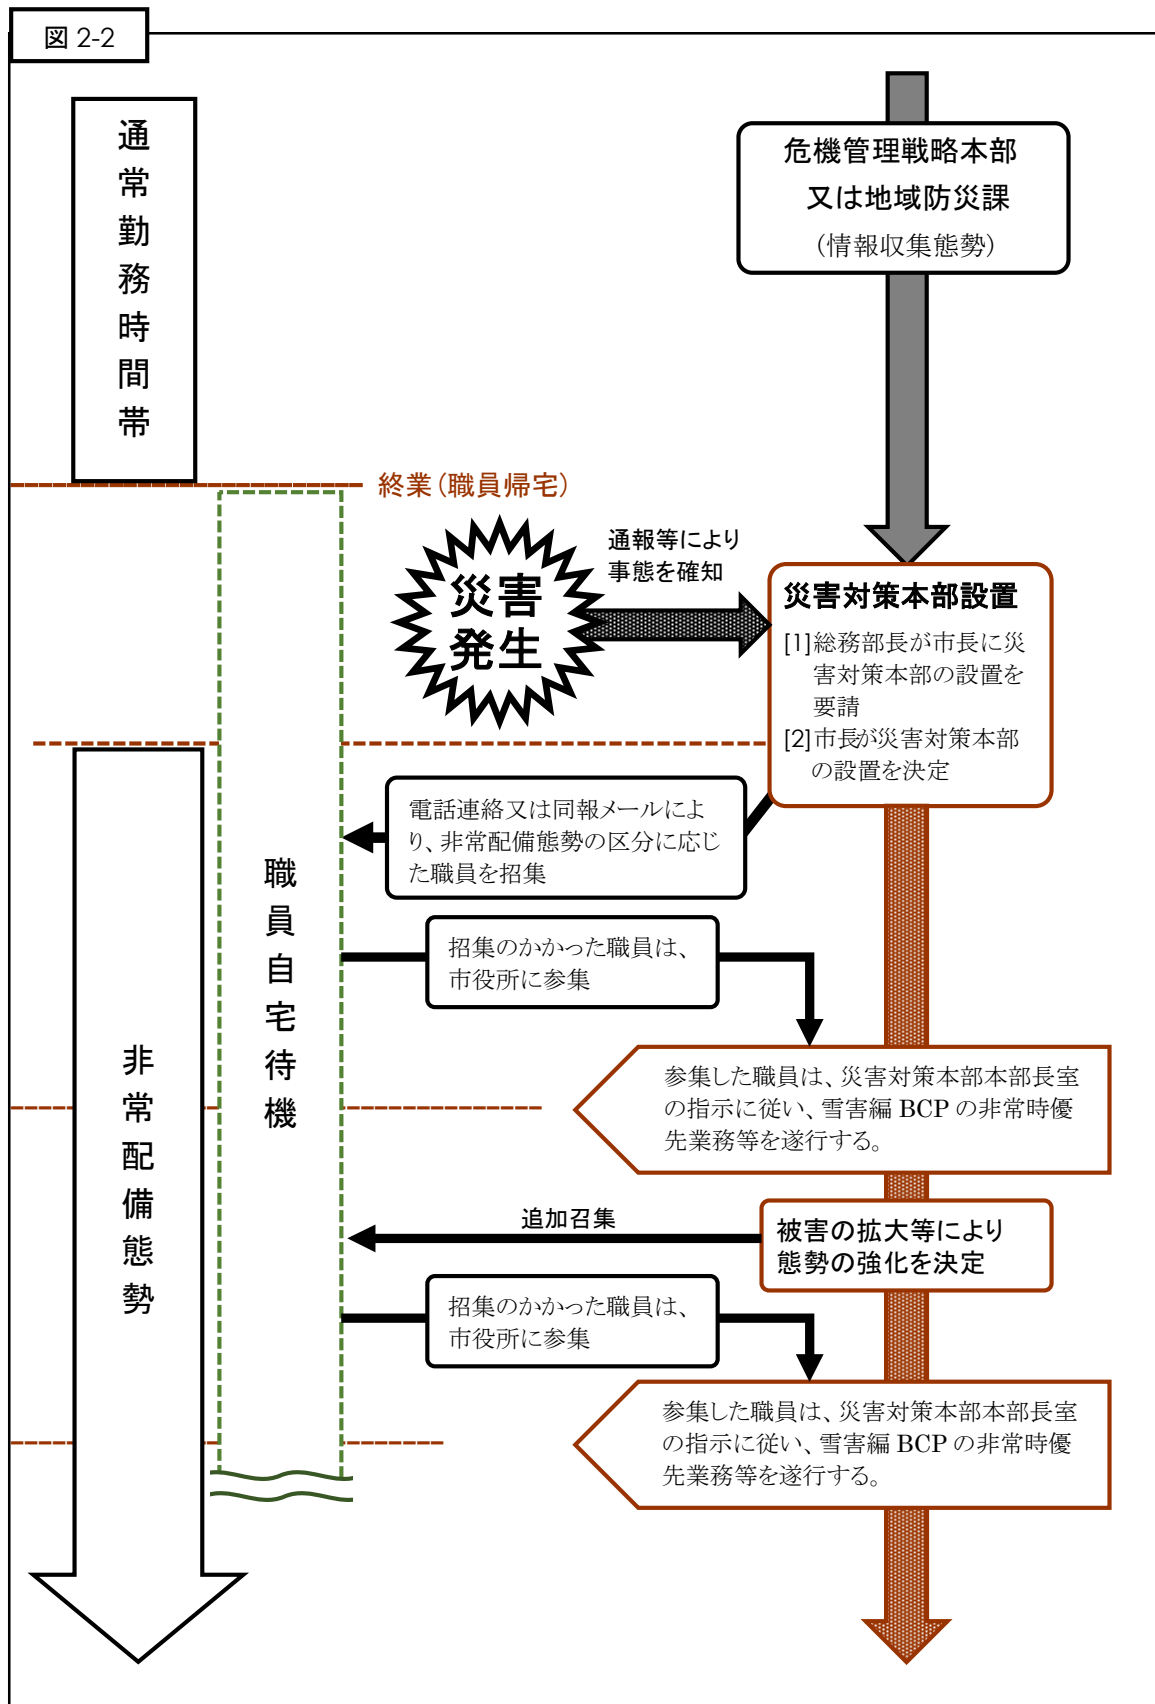 図 2-2
通常勤務時間帯
危機管理戦略本部
又は地域防災課
(情報収集態勢)
終業(職員帰宅)
災害
発生
通報等により
事態を確知
災害対策本部設置
[1]総務部長が市長に災
害対策本部の設置を
要請
[2]市長が災害対策本部
の設置を決定
電話連絡又は同報メールによ
り、非常配備態勢の区分に応じ
た職員を招集
職員自宅待機
招集のかかった職員は、
市役所に参集
非常配備態勢
参集した職員は、災害対策本部本部長室
の指示に従い、雪害編 BCP の非常時優
先業務等を遂行する。
追加召集
被害の拡大等により
態勢の強化を決定
招集のかかった職員は、
市役所に参集
参集した職員は、災害対策本部本部長室
の指示に従い、雪害編 BCP の非常時優
先業務等を遂行する。